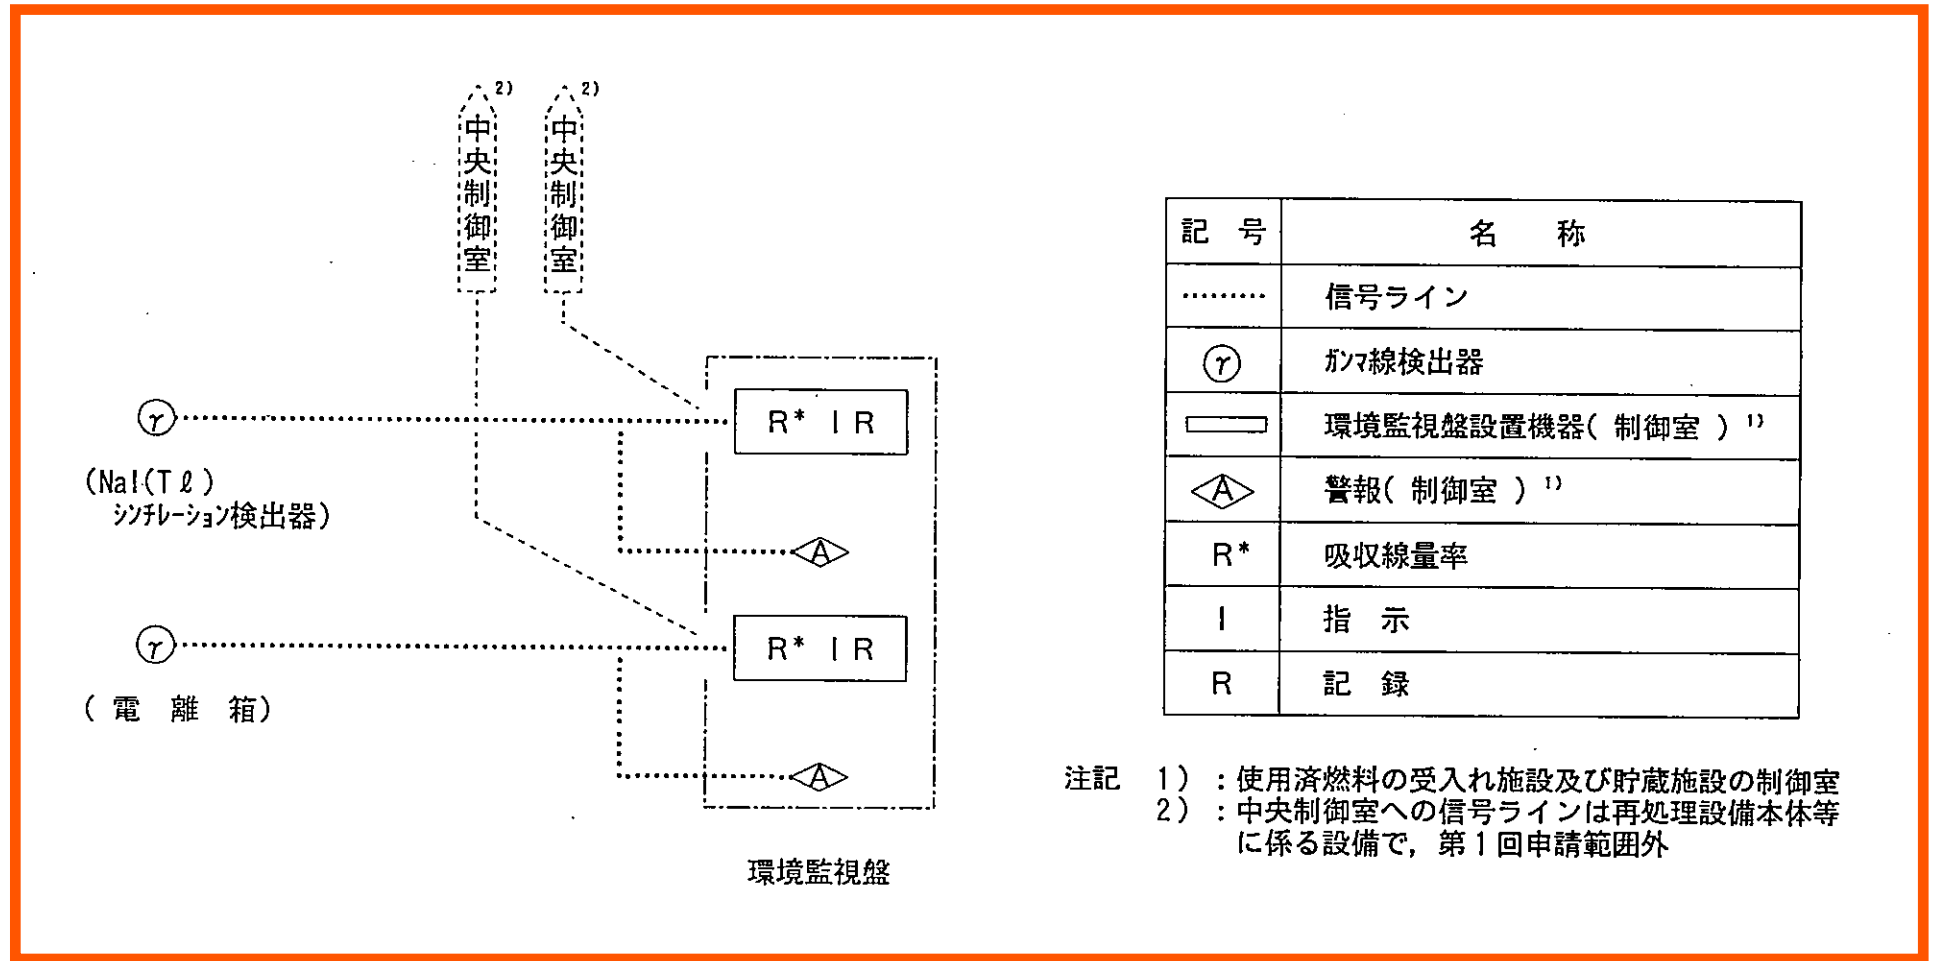 2)
中央制御室
2)
中央制御室
γ
R* I R
(NaI(Tℓ)
シンチレーション検出器)
A
γ
R* I R
(電離箱)
A
環境監視盤
記号 名称
信号ライン
γ ガンマ線検出器
環境監視盤設置機器(制御室)1)
A 警報(制御室)1)
R* 吸収線量率
I 指示
R 記録
注記 1):使用済燃料の受入れ施設及び貯蔵施設の制御室
2):中央制御室への信号ラインは再処理設備本体等
に係る設備で,第1回申請範囲外